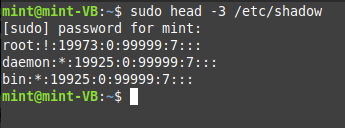 mint@mint-VB:~$ sudo head -3 /etc/shadow
[sudo] password for mint:
root:!:19973:0:99999:7:::
daemon:*:19925:0:99999:7:::
bin:*:19925:0:99999:7:::
mint@mint-VB:~$